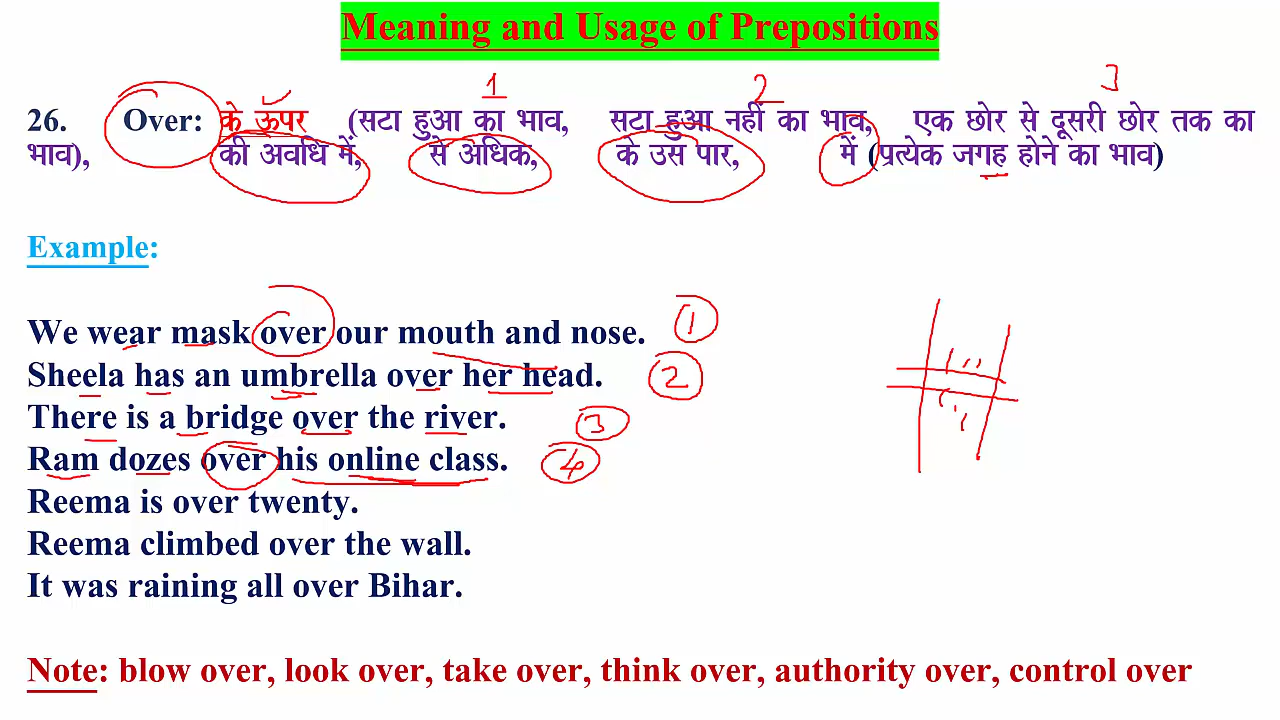 Meaning and Usage of Prepositions
1 2 3
26. Over: के ऊपर (सटा हुआ का भाव, सटा हुआ नहीं का भाव, एक छोर से दूसरी छोर तक का
भाव), की अवधि में, से अधिक, के उस पार, में (प्रत्येक जगह होने का भाव)
Example:
We wear mask over our mouth and nose. 1
Sheela has an umbrella over her head. 2
There is a bridge over the river. 3
Ram dozes over his online class. 4
Reema is over twenty.
Reema climbed over the wall.
It was raining all over Bihar.
Note: blow over, look over, take over, think over, authority over, control over